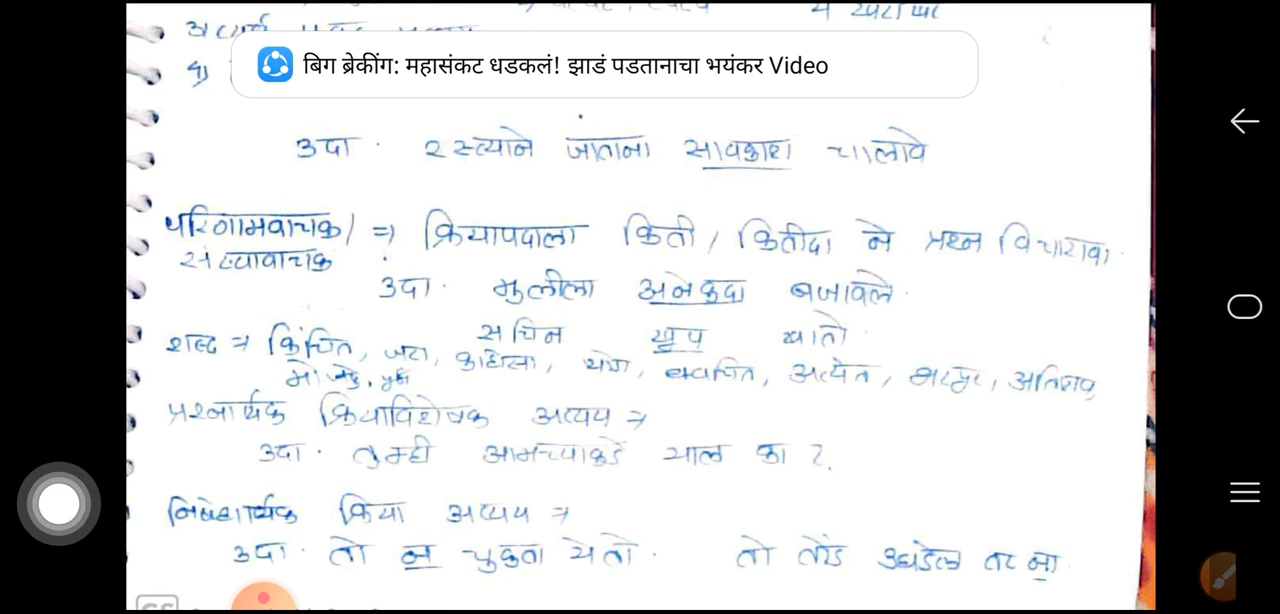 बिग ब्रेकींग: महासंकट धडकलं! झाडं पडतानाचा भयंकर Video
उदा. रस्त्याने जाताना सावकाश चालावे
परिणामवाचक/ => क्रियापदाला किती / कितीदा ने प्रश्न विचारावा.
संख्यावाचक
उदा. मुलीला अनेकदा बजावले.
सचिन खूप खातो.
शब्द => किंचित, जरा, काहीसा, थोडा, क्वचित, अत्यंत, भरपूर, अतिशय,
मोजके, पूर्ण
प्रश्नार्थक क्रियाविशेषक अव्यय =>
उदा. तुम्ही आमच्याकडे याल का ?
निषेधार्थक क्रिया अव्यय =>
उदा. तो न चुकता येतो. तो तोंड उघडेल तर ना.